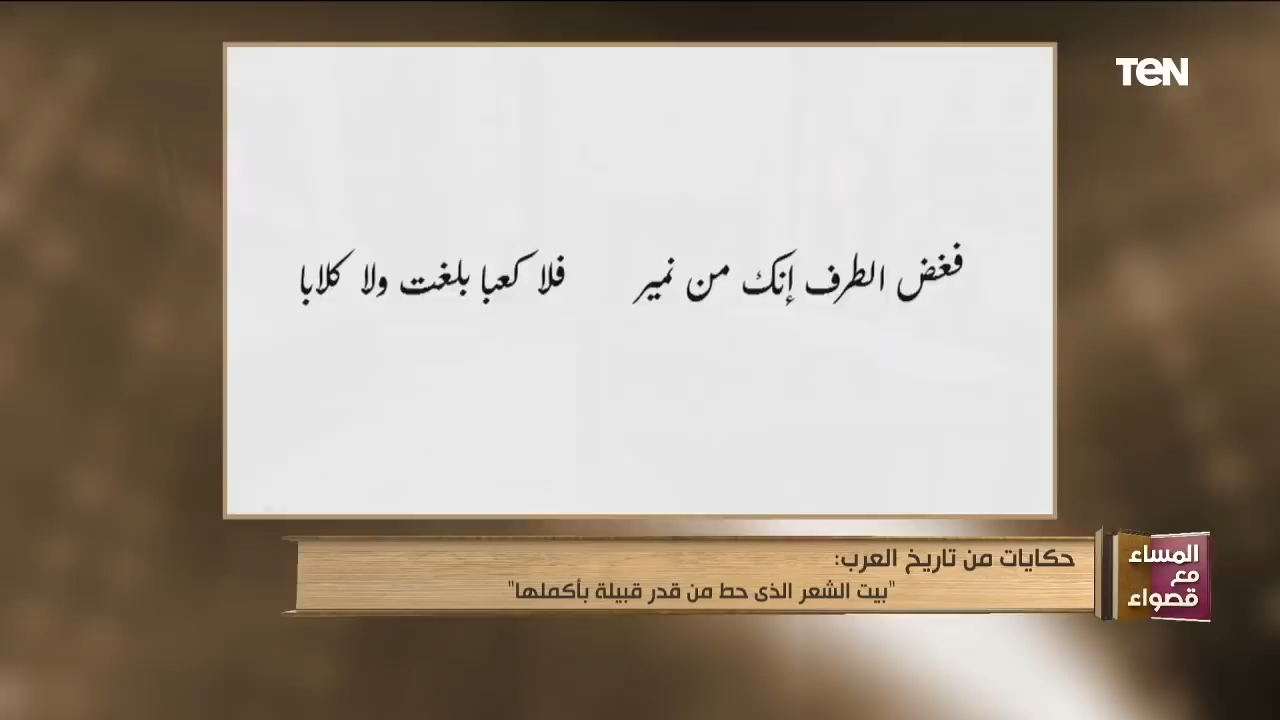 TeN
فغض الطرف إنك من نمير فلا كعبا بلغت ولا كلابا
حكايات من تاريخ العرب:
"بيت الشعر الذى حط من قدر قبيلة بأكملها"
المساء
مع
قصواء